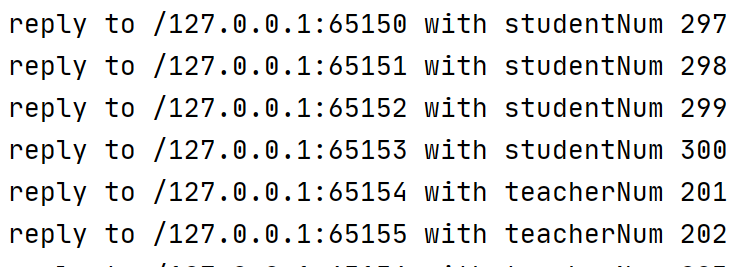 reply to /127.0.0.1:65150 with studentNum 297
reply to /127.0.0.1:65151 with studentNum 298
reply to /127.0.0.1:65152 with studentNum 299
reply to /127.0.0.1:65153 with studentNum 300
reply to /127.0.0.1:65154 with teacherNum 201
reply to /127.0.0.1:65155 with teacherNum 202